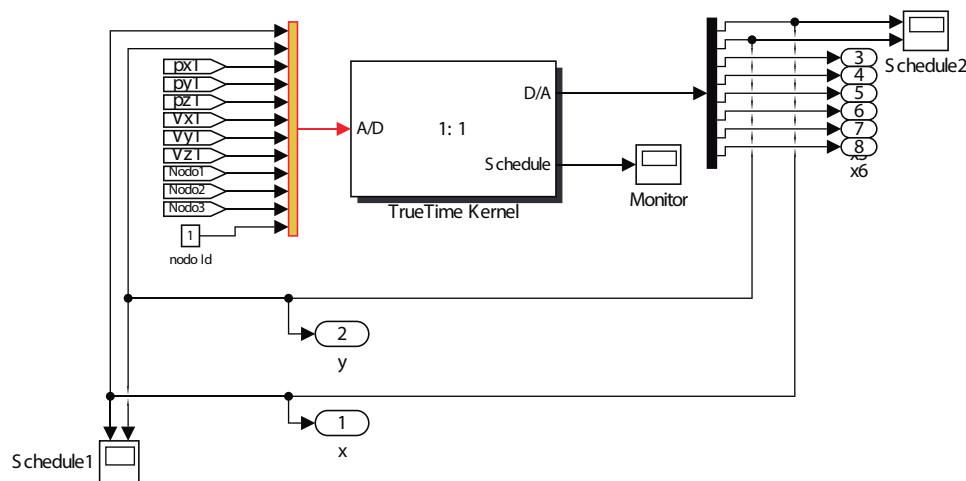 px1
py1
pz1
vx1
vy1
vz1
Nodo1
Nodo2
Nodo3
1
nodo Id
A/D
1: 1
D/A
Schedule
TrueTime Kernel
Monitor
Schedule2
3
4
5
6
7
8
x6
2
y
1
x
Schedule1